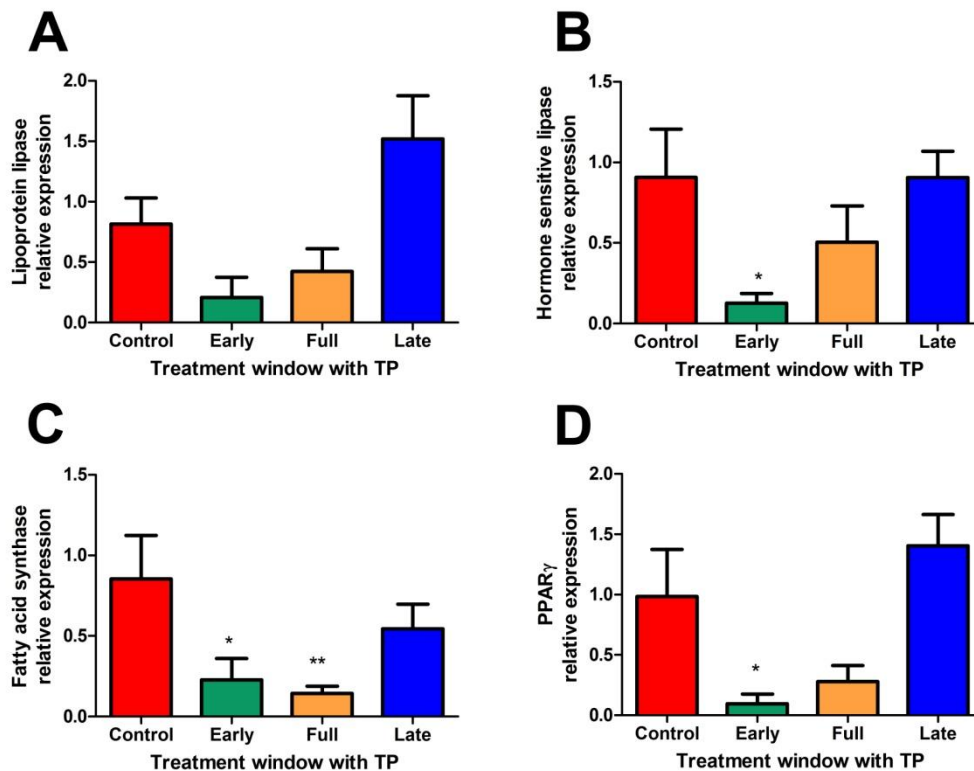 A
Lipoprotein lipase
relative expression
2.0
1.5
1.0
0.5
0.0
Control Early Full Late
Treatment window with TP
B
Hormone sensitive lipase
relative expression
1.5
1.0
0.5
0.0
*
Control Early Full Late
Treatment window with TP
C
Fatty acid synthase
relative expression
1.5
1.0
0.5
0.0
* **
Control Early Full Late
Treatment window with TP
D
PPARγ
relative expression
2.0
1.5
1.0
0.5
0.0
*
Control Early Full Late
Treatment window with TP